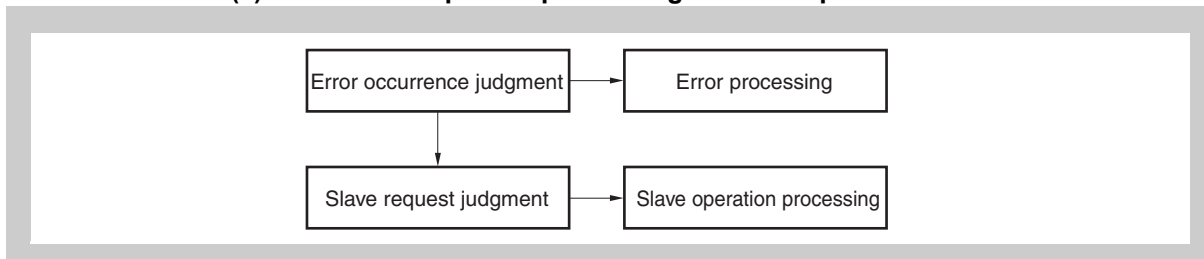 Error occurrence judgment
Error processing
Slave request judgment
Slave operation processing